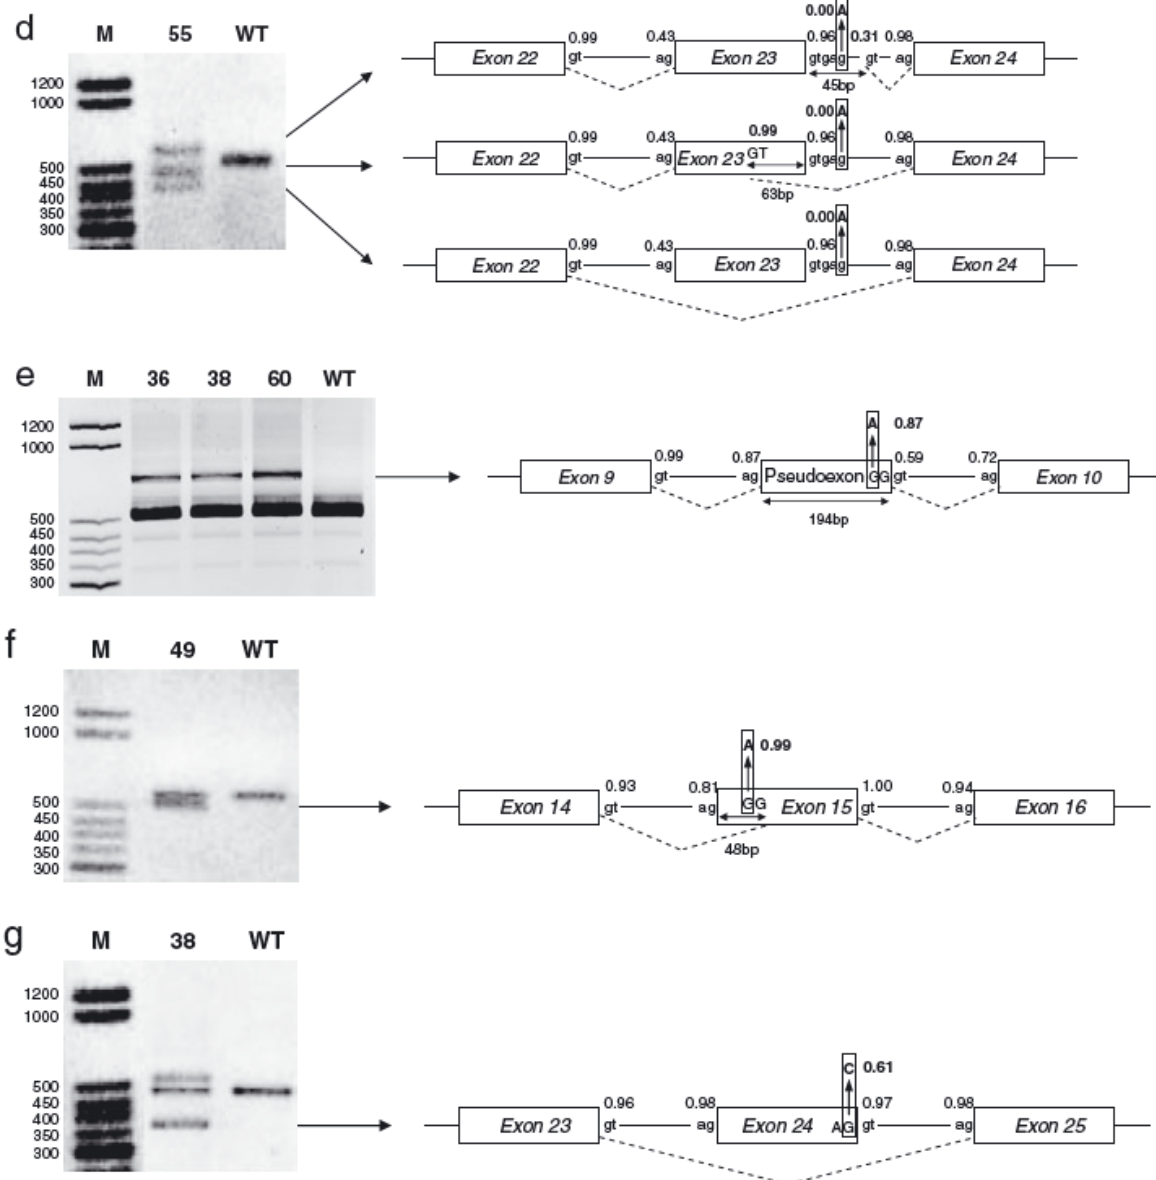 d
M 55 WT
1200
1000
500
450
400
350
300
0.00 A
0.99 0.43 0.96 0.31 0.98
Exon 22 gt ag Exon 23 gtgag gt ag Exon 24
45bp
0.00 A
0.99 0.43 0.99 0.96 0.98
Exon 22 gt ag Exon 23 GT gtgag ag Exon 24
63bp
0.00 A
0.99 0.43 0.96 0.98
Exon 22 gt ag Exon 23 gtgag ag Exon 24
e
M 36 38 60 WT
1200
1000
500
450
400
350
300
A 0.87
0.99 0.87 0.59 0.72
Exon 9 gt ag Pseudoexon GG gt ag Exon 10
194bp
f
M 49 WT
1200
1000
500
450
400
350
300
A 0.99
0.93 0.81 1.00 0.94
Exon 14 gt ag GG Exon 15 gt ag Exon 16
48bp
g
M 38 WT
1200
1000
500
450
400
350
300
C 0.61
0.96 0.98 0.97 0.98
Exon 23 gt ag Exon 24 AG gt ag Exon 25